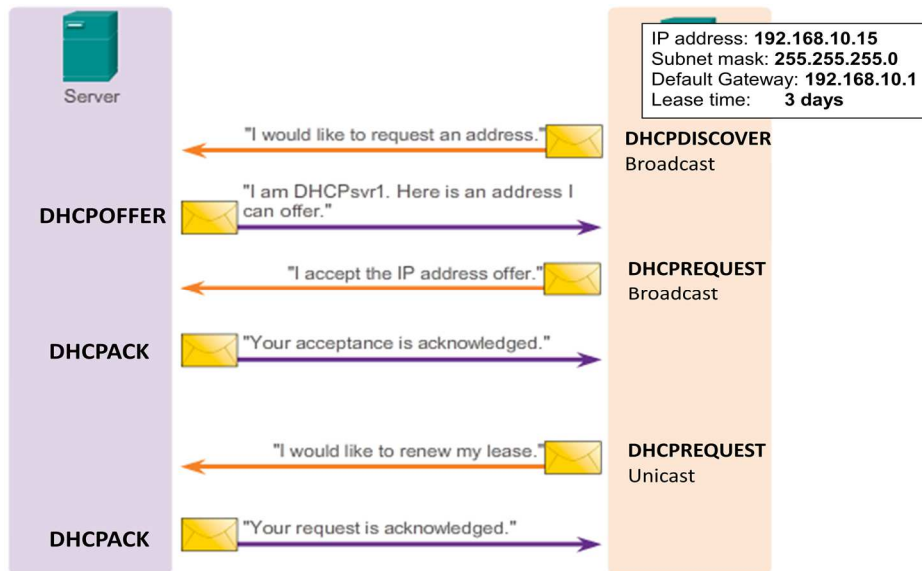 IP address: 192.168.10.15
Subnet mask: 255.255.255.0
Default Gateway: 192.168.10.1
Lease time: 3 days
Server
"I would like to request an address."
DHCPDISCOVER
Broadcast
"I am DHCPsvr1. Here is an address I
can offer."
DHCPOFFER
"I accept the IP address offer."
DHCPREQUEST
Broadcast
DHCPACK
"Your acceptance is acknowledged."
"I would like to renew my lease."
DHCPREQUEST
Unicast
DHCPACK
"Your request is acknowledged."